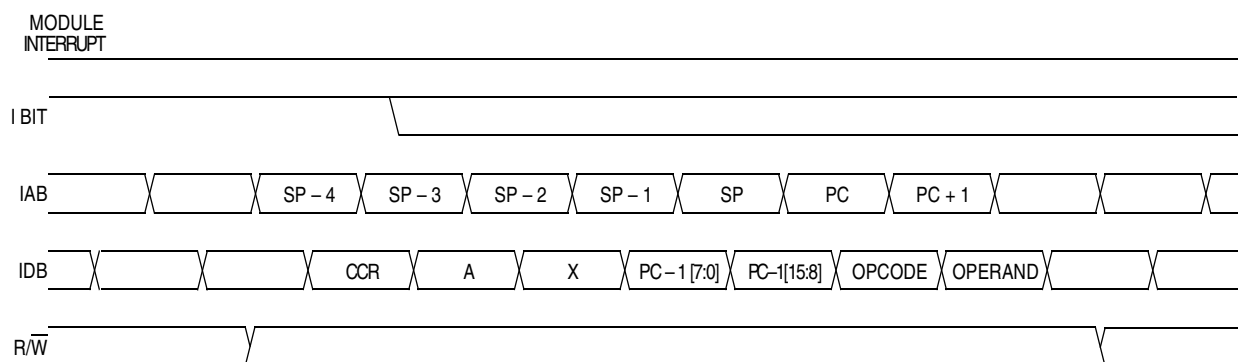 MODULE
INTERRUPT
I BIT
IAB SP – 4 SP – 3 SP – 2 SP – 1 SP PC PC + 1
IDB CCR A X PC – 1 [7:0] PC–1[15:8] OPCODE OPERAND
R/W̅